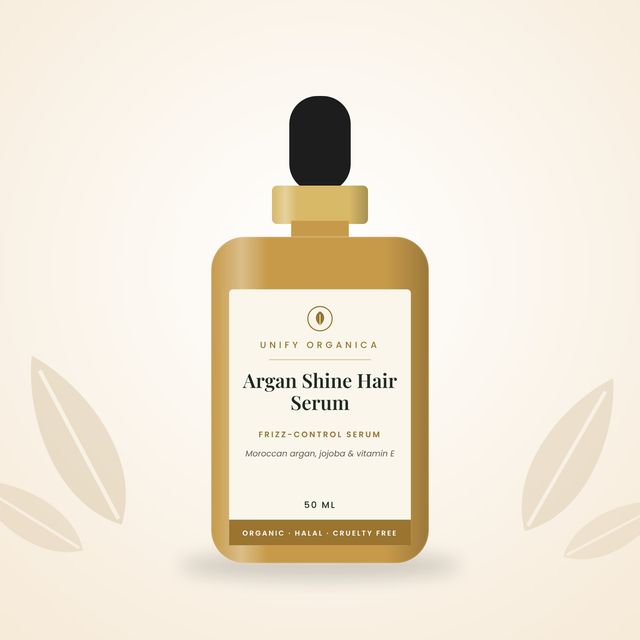 UNIFY ORGANICA
Argan Shine Hair
Serum
FRIZZ-CONTROL SERUM
Moroccan argan, jojoba & vitamin E
50 ML
ORGANIC · HALAL · CRUELTY FREE